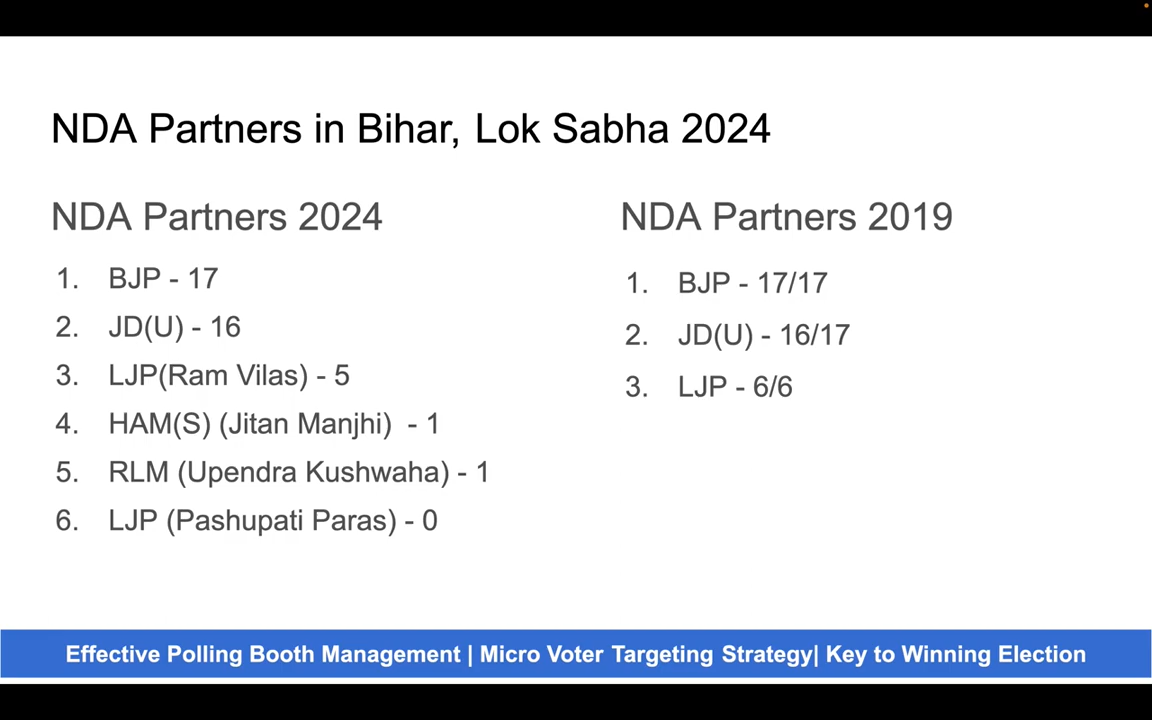 NDA Partners in Bihar, Lok Sabha 2024
NDA Partners 2024
1. BJP - 17
2. JD(U) - 16
3. LJP(Ram Vilas) - 5
4. HAM(S) (Jitan Manjhi)  - 1
5. RLM (Upendra Kushwaha) - 1
6. LJP (Pashupati Paras) - 0
NDA Partners 2019
1. BJP - 17/17
2. JD(U) - 16/17
3. LJP - 6/6
Effective Polling Booth Management | Micro Voter Targeting Strategy| Key to Winning Election